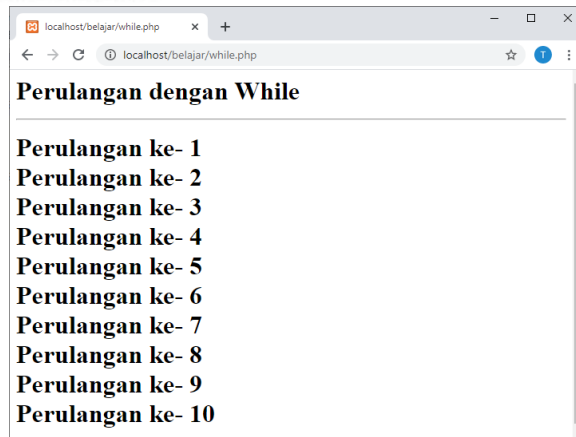 localhost/belajar/while.php
localhost/belajar/while.php
T
Perulangan dengan While
Perulangan ke- 1
Perulangan ke- 2
Perulangan ke- 3
Perulangan ke- 4
Perulangan ke- 5
Perulangan ke- 6
Perulangan ke- 7
Perulangan ke- 8
Perulangan ke- 9
Perulangan ke- 10